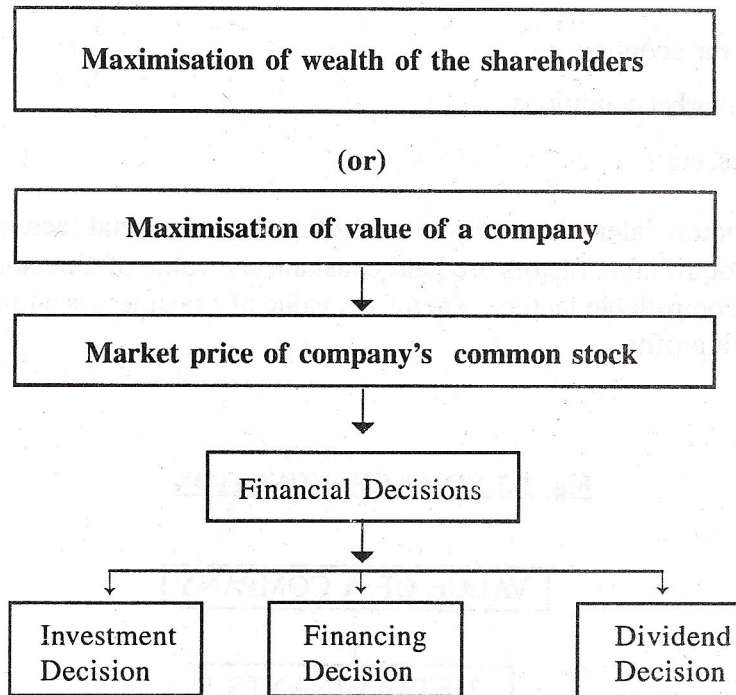 Maximisation of wealth of the shareholders
(or)
Maximisation of value of a company
Market price of company's common stock
Financial Decisions
Investment
Decision
Financing
Decision
Dividend
Decision